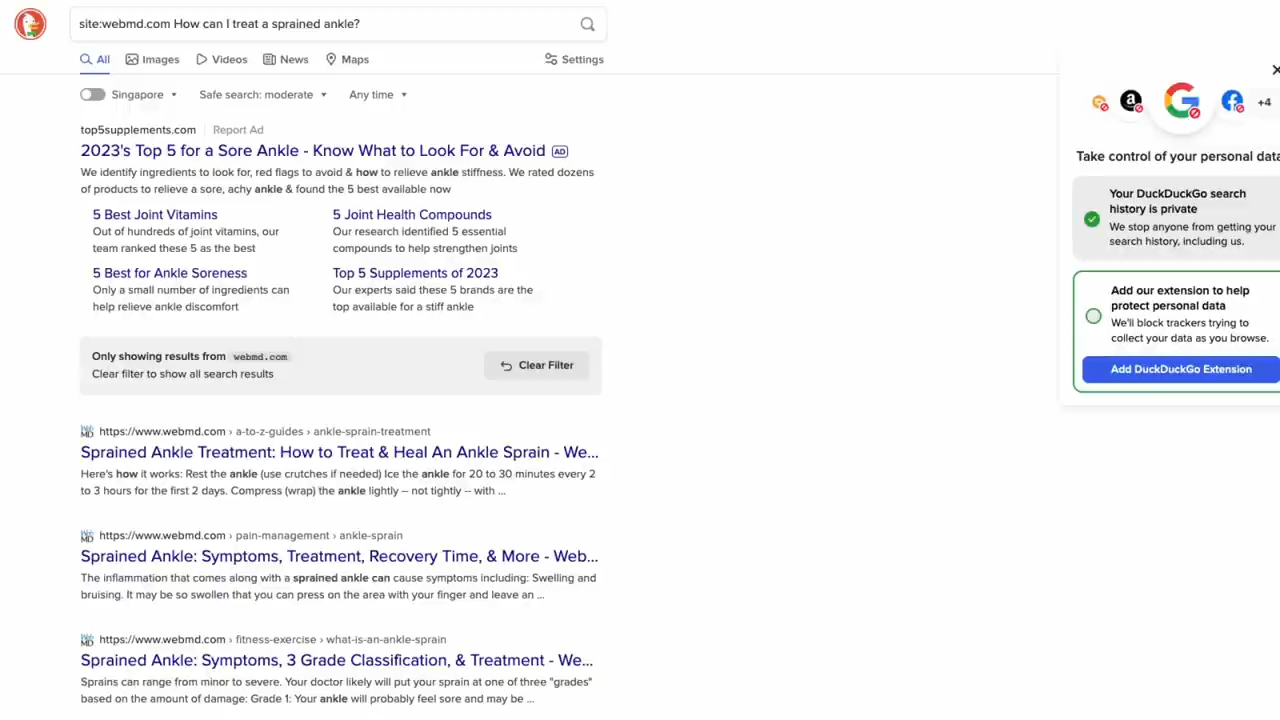 site:webmd.com How can I treat a sprained ankle?
All Images Videos News Maps Settings
Singapore Safe search: moderate Any time
top5supplements.com Report Ad
2023's Top 5 for a Sore Ankle - Know What to Look For & Avoid AD
We identify ingredients to look for, red flags to avoid & how to relieve ankle stiffness. We rated dozens
of products to relieve a sore, achy ankle & found the 5 best available now
5 Best Joint Vitamins
Out of hundreds of joint vitamins, our
team ranked these 5 as the best
5 Joint Health Compounds
Our research identified 5 essential
compounds to help strengthen joints
5 Best for Ankle Soreness
Only a small number of ingredients can
help relieve ankle discomfort
Top 5 Supplements of 2023
Our experts said these 5 brands are the
top available for a stiff ankle
Only showing results from webmd.com
Clear filter to show all search results
Clear Filter
https://www.webmd.com › a-to-z-guides › ankle-sprain-treatment
Sprained Ankle Treatment: How to Treat & Heal An Ankle Sprain - We...
Here's how it works: Rest the ankle (use crutches if needed) Ice the ankle for 20 to 30 minutes every 2
to 3 hours for the first 2 days. Compress (wrap) the ankle lightly -- not tightly -- with ...
https://www.webmd.com › pain-management › ankle-sprain
Sprained Ankle: Symptoms, Treatment, Recovery Time, & More - Web...
The inflammation that comes along with a sprained ankle can cause symptoms including: Swelling and
bruising. It may be so swollen that you can press on the area with your finger and leave an ...
https://www.webmd.com › fitness-exercise › what-is-an-ankle-sprain
Sprained Ankle: Symptoms, 3 Grade Classification, & Treatment - We...
Sprains can range from minor to severe. Your doctor likely will put your sprain at one of three "grades"
based on the amount of damage: Grade 1: Your ankle will probably feel sore and may be ...
+4
Take control of your personal data
Your DuckDuckGo search
history is private
We stop anyone from getting your
search history, including us.
Add our extension to help
protect personal data
We'll block trackers trying to
collect your data as you browse.
Add DuckDuckGo Extension